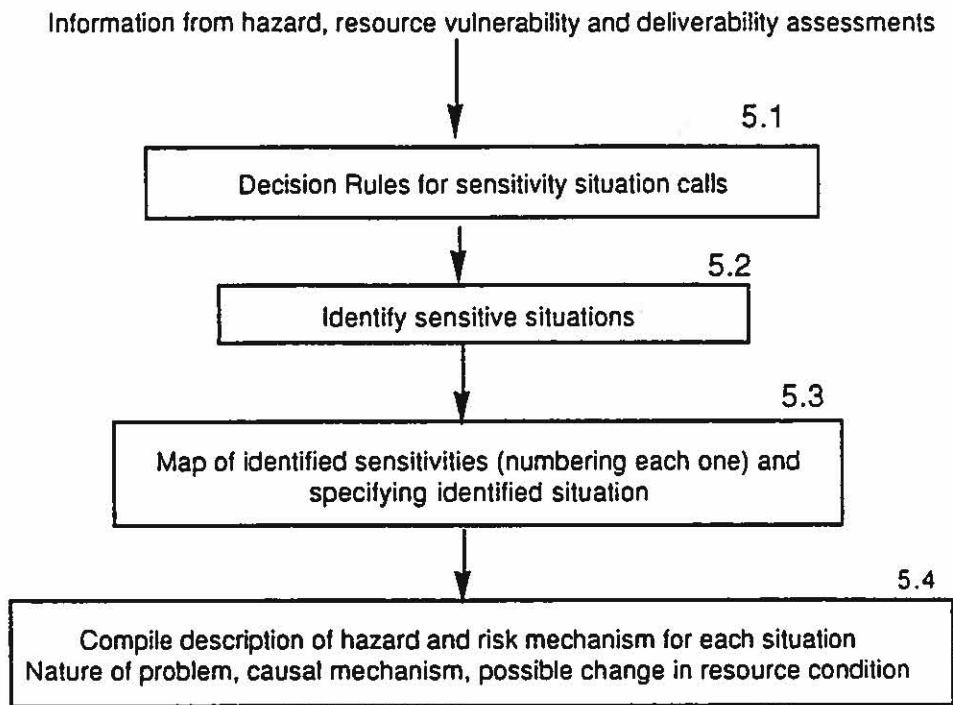 Information from hazard, resource vulnerability and deliverability assessments
5.1
Decision Rules for sensitivity situation calls
5.2
Identify sensitive situations
5.3
Map of identified sensitivities (numbering each one) and
specifying identified situation
5.4
Compile description of hazard and risk mechanism for each situation
Nature of problem, causal mechanism, possible change in resource condition